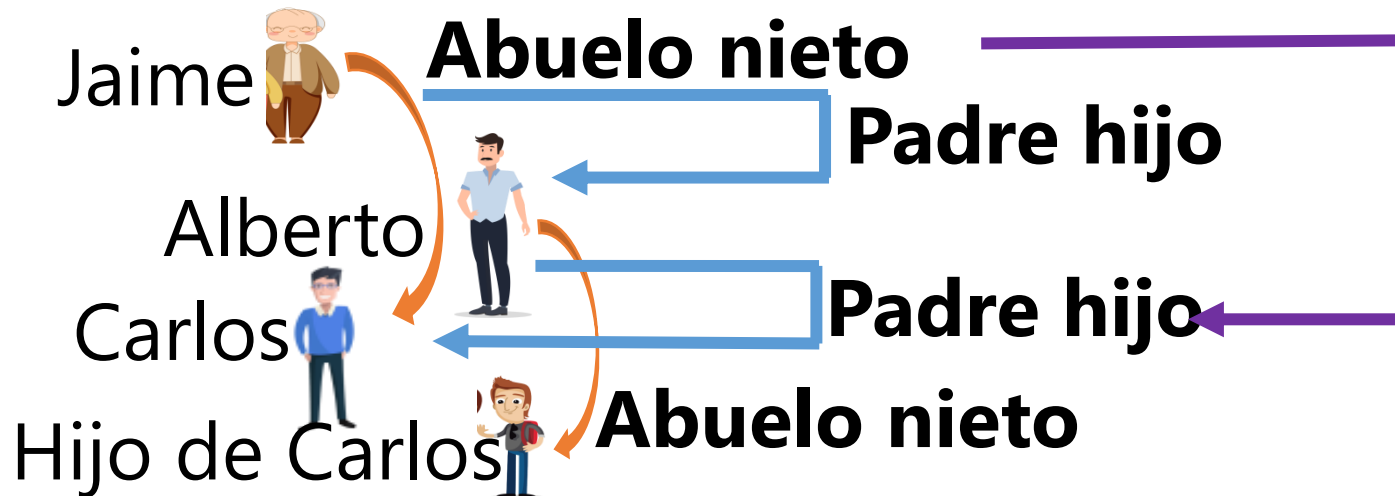 Jaime
Abuelo nieto
Padre hijo
Alberto
Carlos
Padre hijo
Hijo de Carlos
Abuelo nieto